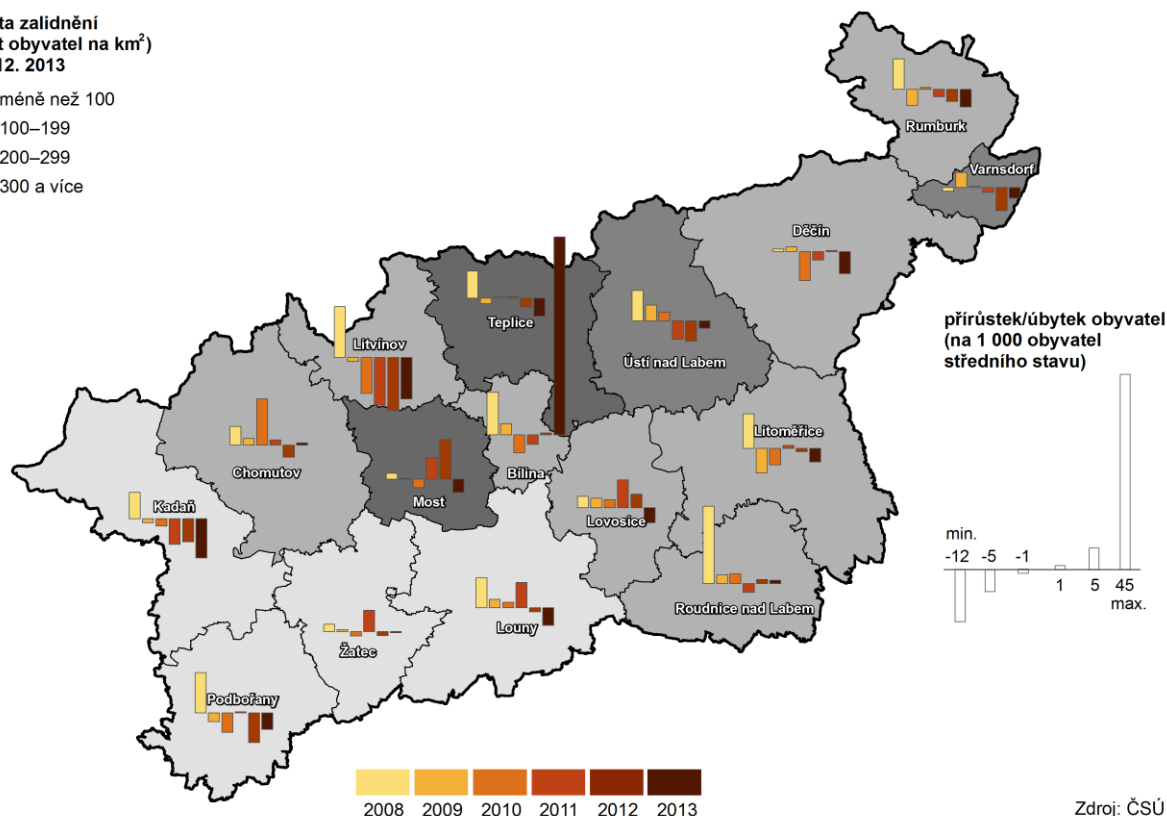 ta zalidnění
t obyvatel na km²)
12. 2013
méně než 100
100–199
200–299
300 a více
Rumburk
Varnsdorf
Děčín
Teplice
Ústí nad Labem
Litvínov
Litoměřice
Chomutov
Most
Bílina
Lovosice
Kadaň
Roudnice nad Labem
Louny
Žatec
Podbořany
přírůstek/úbytek obyvatel
(na 1 000 obyvatel
středního stavu)
min.
-12 -5 -1
1 5 45
max.
2008 2009 2010 2011 2012 2013
Zdroj: ČSÚ